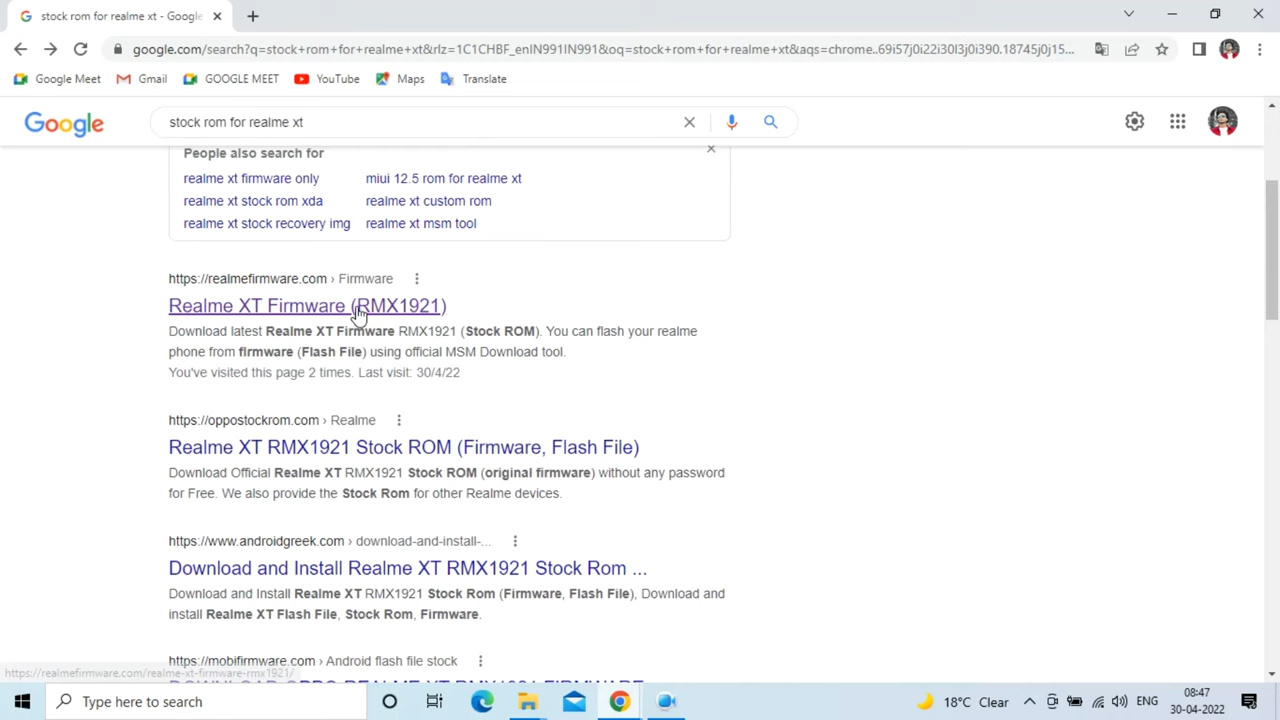 stock rom for realme xt - Google
google.com/search?q=stock+rom+for+realme+xt&rlz=1C1CHBF_enIN991IN991&oq=stock+rom+for+realme+xt&aqs=chrome..69i57j0i22i30l3j0i390.18745j0j15...
Google Meet Gmail GOOGLE MEET YouTube Maps Translate
Google stock rom for realme xt
People also search for
realme xt firmware only miui 12.5 rom for realme xt
realme xt stock rom xda realme xt custom rom
realme xt stock recovery img realme xt msm tool
https://realmefirmware.com › Firmware
Realme XT Firmware (RMX1921)
Download latest Realme XT Firmware RMX1921 (Stock ROM). You can flash your realme
phone from firmware (Flash File) using official MSM Download tool.
You've visited this page 2 times. Last visit: 30/4/22
https://oppostockrom.com › Realme
Realme XT RMX1921 Stock ROM (Firmware, Flash File)
Download Official Realme XT RMX1921 Stock ROM (original firmware) without any password
for Free. We also provide the Stock Rom for other Realme devices.
https://www.androidgreek.com › download-and-install-...
Download and Install Realme XT RMX1921 Stock Rom ...
Download and Install Realme XT RMX1921 Stock Rom (Firmware, Flash File), Download and
install Realme XT Flash File, Stock Rom, Firmware.
https://mobifirmware.com › Android flash file stock
https://realmefirmware.com/realme-xt-firmware-rmx1921/
Type here to search
18°C Clear
ENG
08:47
30-04-2022